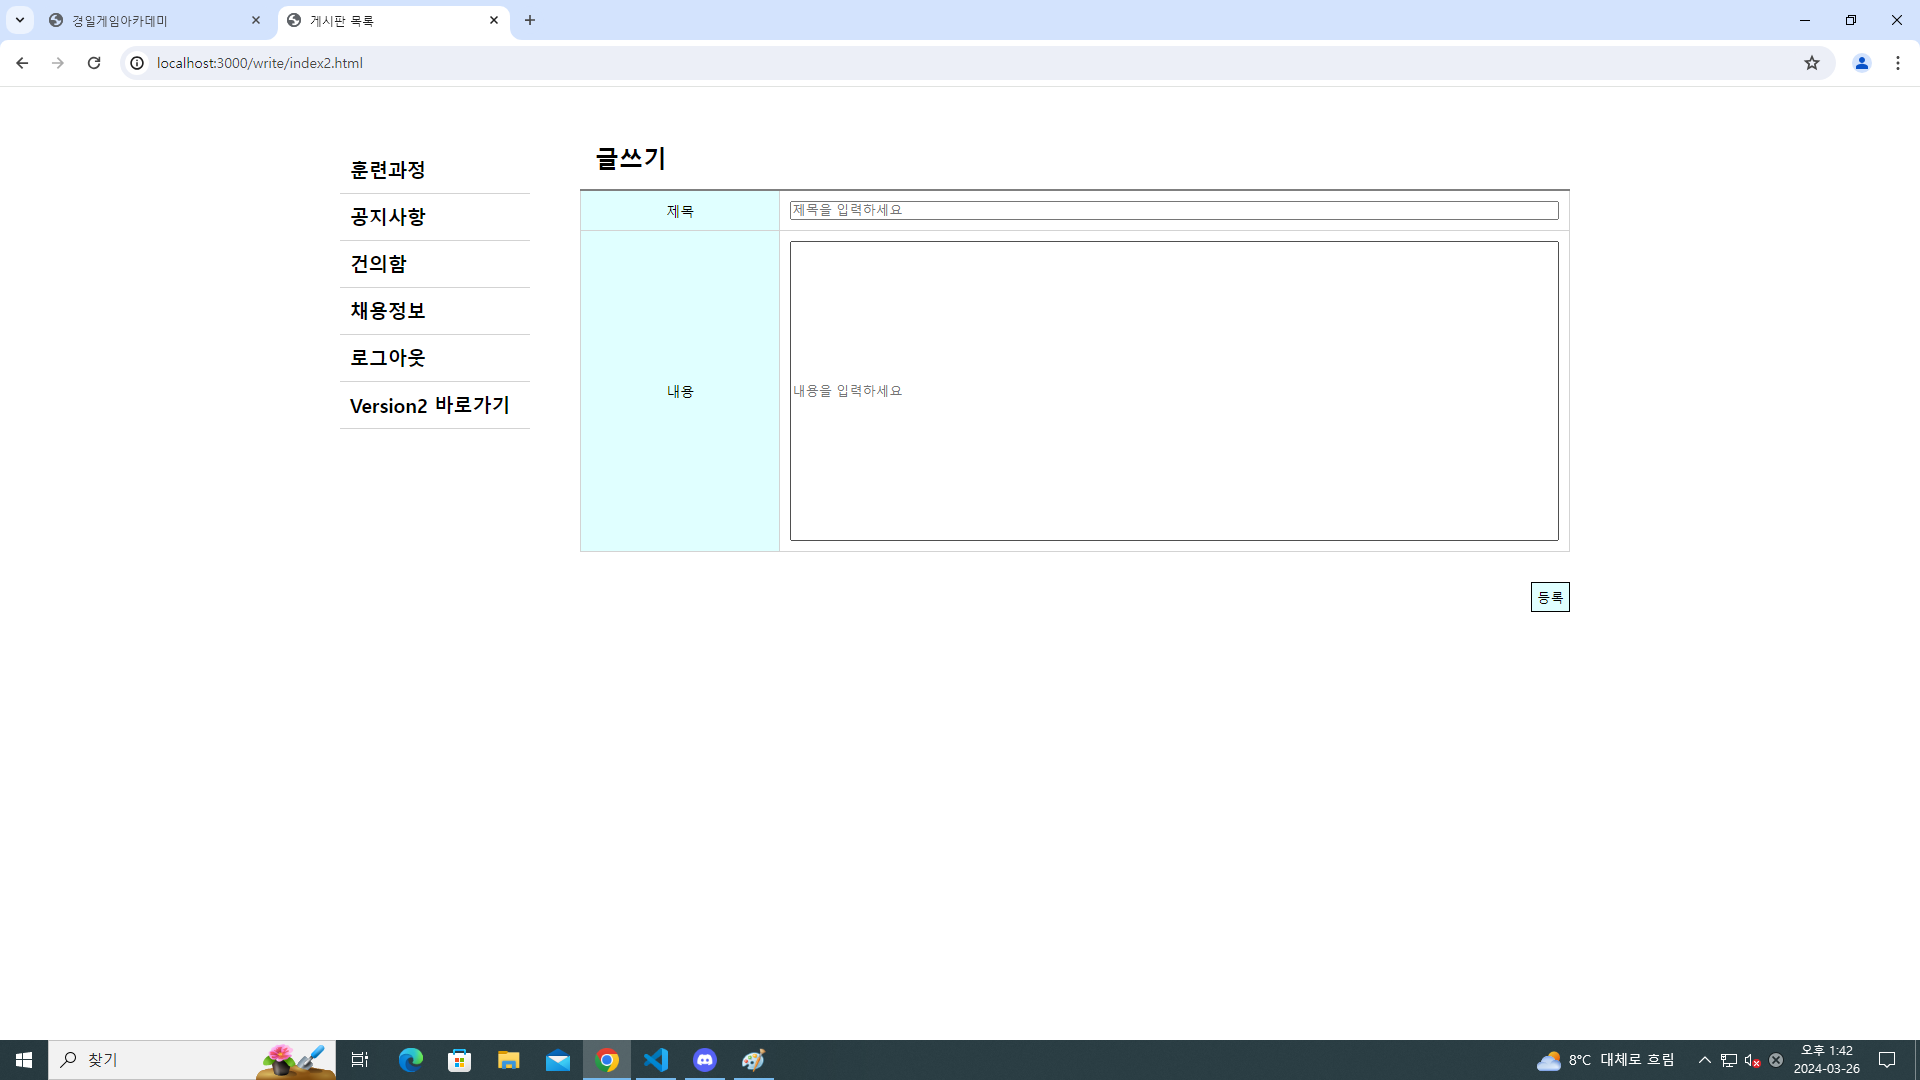 경일게임아카데미
게시판 목록
localhost:3000/write/index2.html
글쓰기
훈련과정
공지사항
건의함
채용정보
로그아웃
Version2 바로가기
제목
제목을 입력하세요
내용
내용을 입력하세요
등록
찾기
8°C 대체로 흐림
오후 1:42
2024-03-26